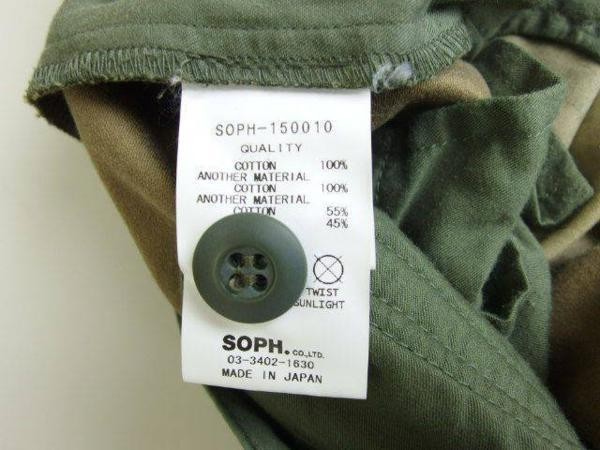 SOPH-150010
QUALITY
COTTON 100%
ANOTHER MATERIAL
COTTON 100%
ANOTHER MATERIAL
COTTON 55%
45%
TWIST
SUNLIGHT
SOPH.CO.,LTD.
03-3402-1630
MADE IN JAPAN